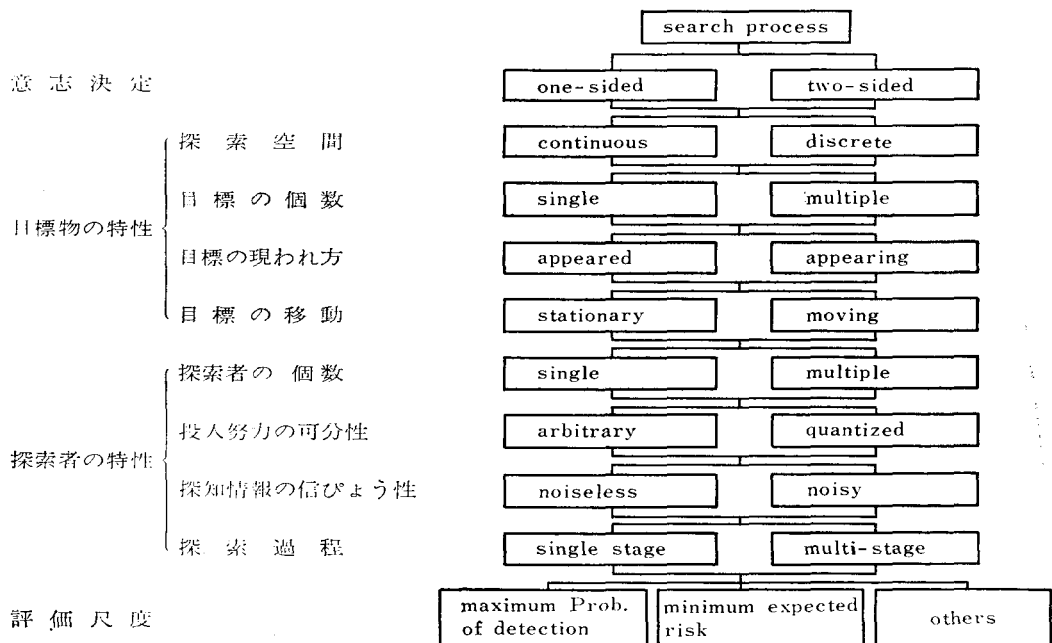 search process
意志決定
one-sided
two-sided
探索空間
continuous
discrete
目標の個数
single
multiple
目標物の特性
目標の現われ方
appeared
appearing
目標の移動
stationary
moving
探索者の個数
single
multiple
投入努力の可分性
arbitrary
quantized
探索者の特性
探知情報の信ぴょう性
noiseless
noisy
探索過程
single stage
multi-stage
評価尺度
maximum Prob.
of detection
minimum expected
risk
others